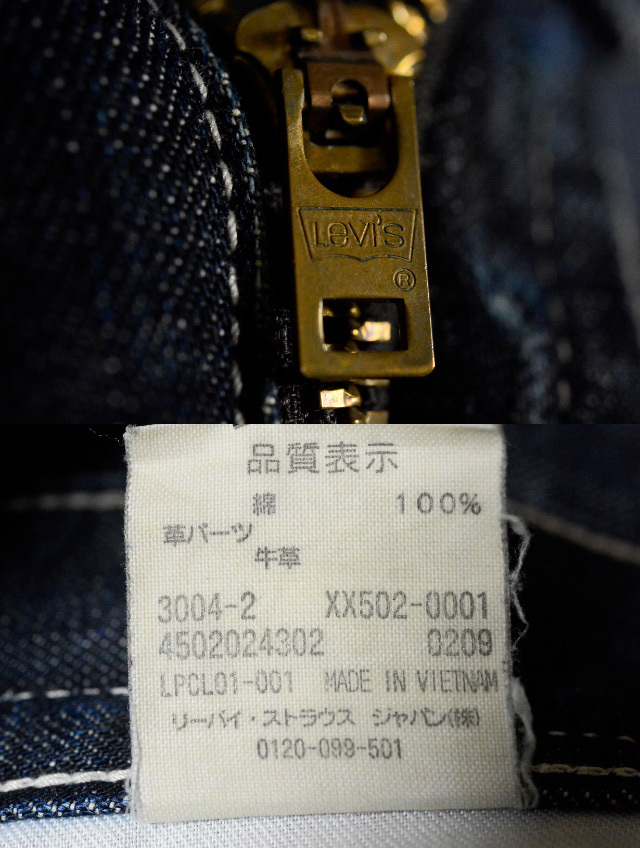 LeVI'S
®
品質表示
綿 100%
革パーツ
牛革
3004-2 XX502-0001
4502024302 0209
LPCL01-001 MADE IN VIETNAM
リーバイ・ストラウス ジャパン(株)
0120-099-501